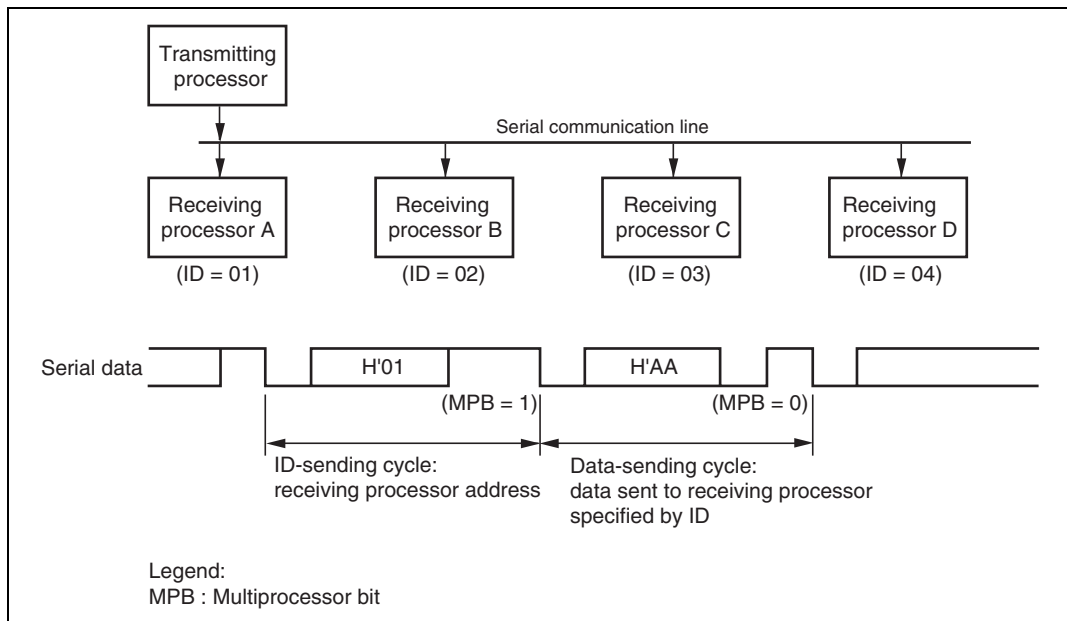 Transmitting
processor
Serial communication line
Receiving
processor A
Receiving
processor B
Receiving
processor C
Receiving
processor D
(ID = 01)
(ID = 02)
(ID = 03)
(ID = 04)
Serial data
H'01
H'AA
(MPB = 1)
(MPB = 0)
ID-sending cycle:
receiving processor address
Data-sending cycle:
data sent to receiving processor
specified by ID
Legend:
MPB : Multiprocessor bit